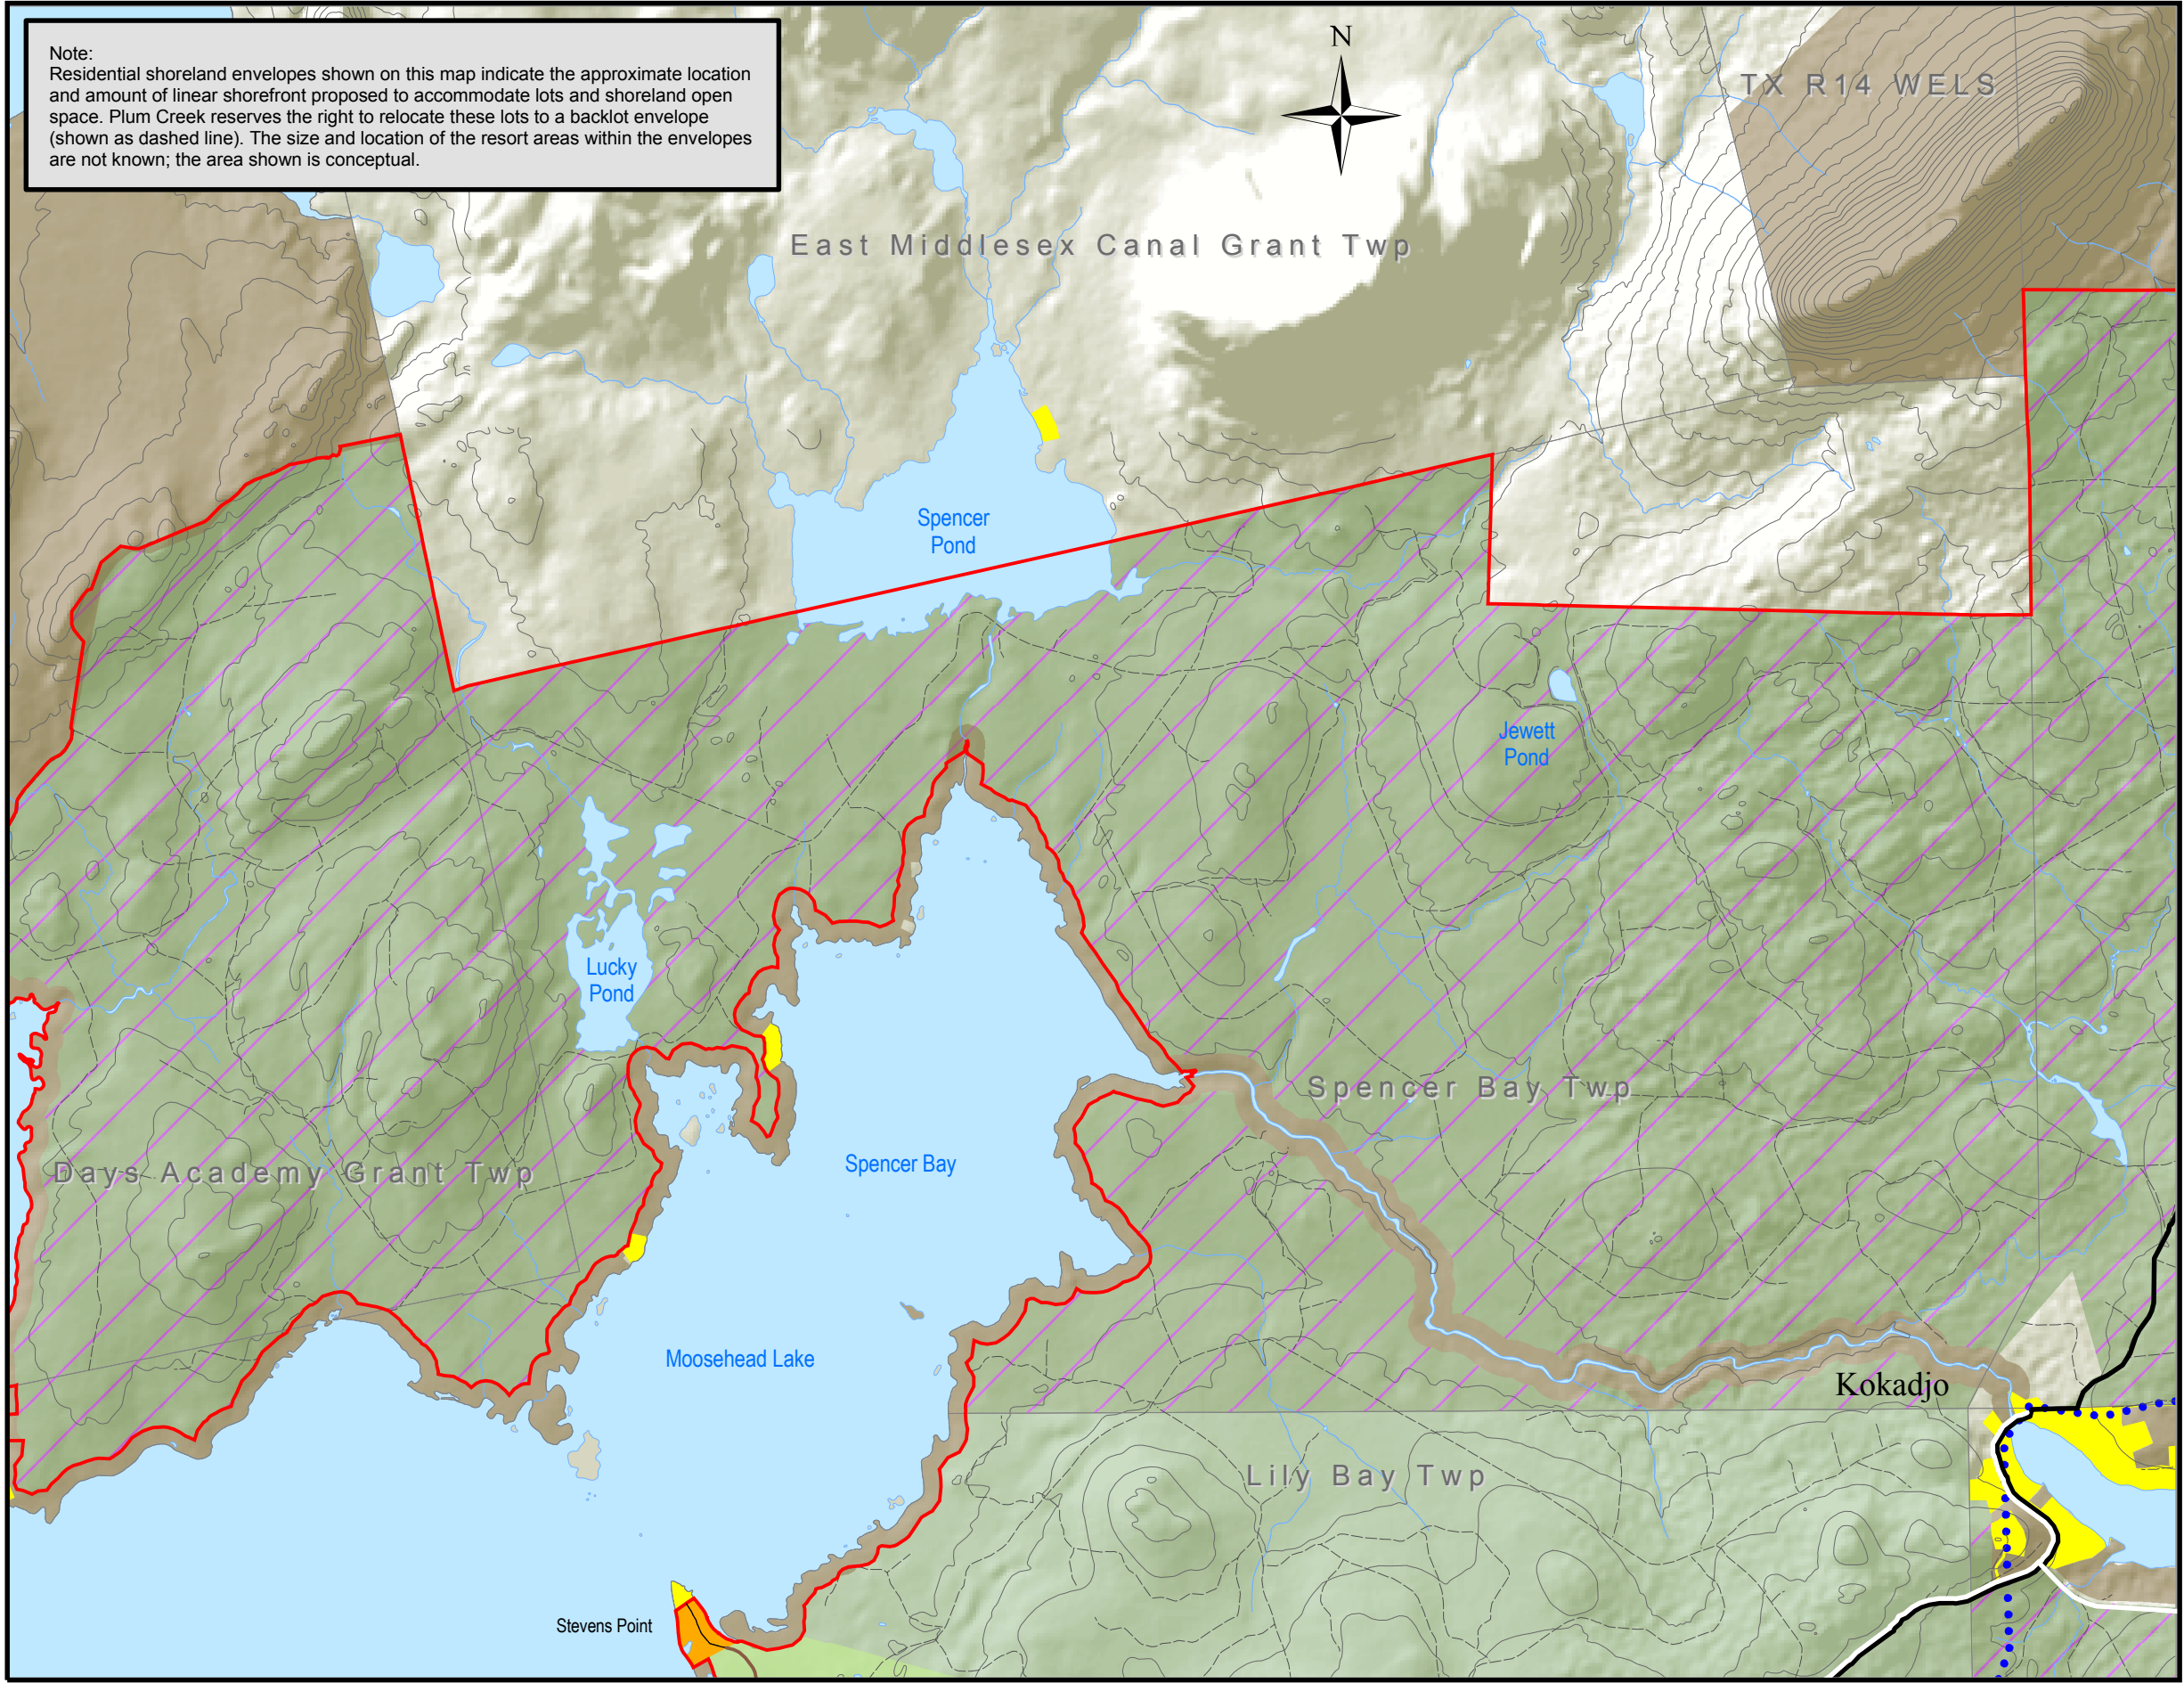 Note:
Residential shoreland envelopes shown on this map indicate the approximate location
and amount of linear shorefront proposed to accommodate lots and shoreland open
space. Plum Creek reserves the right to relocate these lots to a backlot envelope
(shown as dashed line). The size and location of the resort areas within the envelopes
are not known; the area shown is conceptual.
N
TX R14 WELS
East Middlesex Canal Grant Twp
Spencer
Pond
Jewett
Pond
Lucky
Pond
Spencer Bay Twp
Spencer Bay
Days Academy Grant Twp
Moosehead Lake
Kokadjo
Lily Bay Twp
Stevens Point